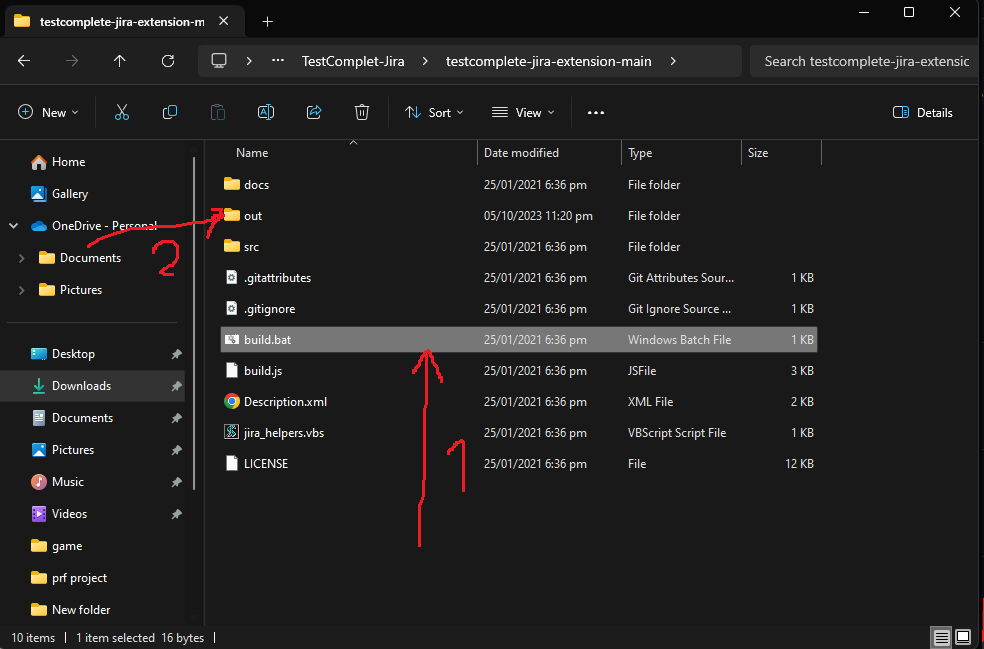 testcomplete-jira-extension-m
TestComplet-Jira
testcomplete-jira-extension-main
Search testcomplete-jira-extensic
New
Sort
View
Details
Home
Gallery
OneDrive - Personal
Documents
Pictures
Desktop
Downloads
Documents
Pictures
Music
Videos
game
prf project
New folder
Name Date modified Type Size
docs 25/01/2021 6:36 pm File folder
out 05/10/2023 11:20 pm File folder
src 25/01/2021 6:36 pm File folder
.gitattributes 25/01/2021 6:36 pm Git Attributes Sour... 1 KB
.gitignore 25/01/2021 6:36 pm Git Ignore Source ... 1 KB
build.bat 25/01/2021 6:36 pm Windows Batch File 1 KB
build.js 25/01/2021 6:36 pm JSFile 3 KB
Description.xml 25/01/2021 6:36 pm XML File 2 KB
jira_helpers.vbs 25/01/2021 6:36 pm VBScript Script File 1 KB
LICENSE 25/01/2021 6:36 pm File 12 KB
2
1
10 items 1 item selected 16 bytes